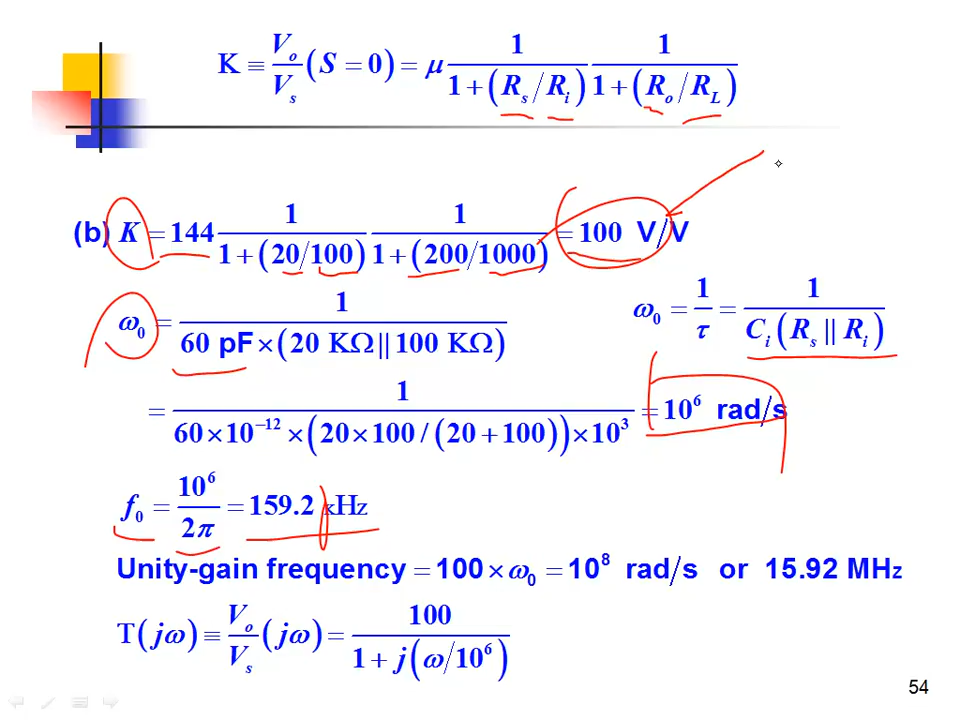 K ≡ V_o/V_s (S = 0) = μ 1/(1+(R_s/R_i)) 1/(1+(R_o/R_L))
(b) K = 144 1/(1+(20/100)) 1/(1+(200/1000)) = 100 V/V
ω_0 = 1/(60 pF×(20 KΩ||100 KΩ)) ω_0 = 1/τ = 1/(C_i(R_s || R_i))
= 1/(60×10^−12×(20×100/(20+100))×10^3) = 10^6 rad/s
f_0 = 10^6/2π = 159.2 kHz
Unity-gain frequency = 100×ω_0 = 10^8 rad/s or 15.92 MHz
T(jω) ≡ V_o/V_s (jω) = 100/(1+j(ω/10^6))
54